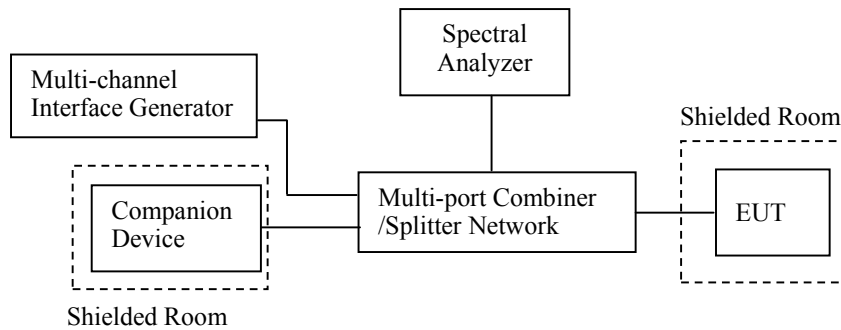 Spectral
Analyzer
Multi-channel
Interface Generator
Shielded Room
Companion
Device
Multi-port Combiner
/Splitter Network
EUT
Shielded Room